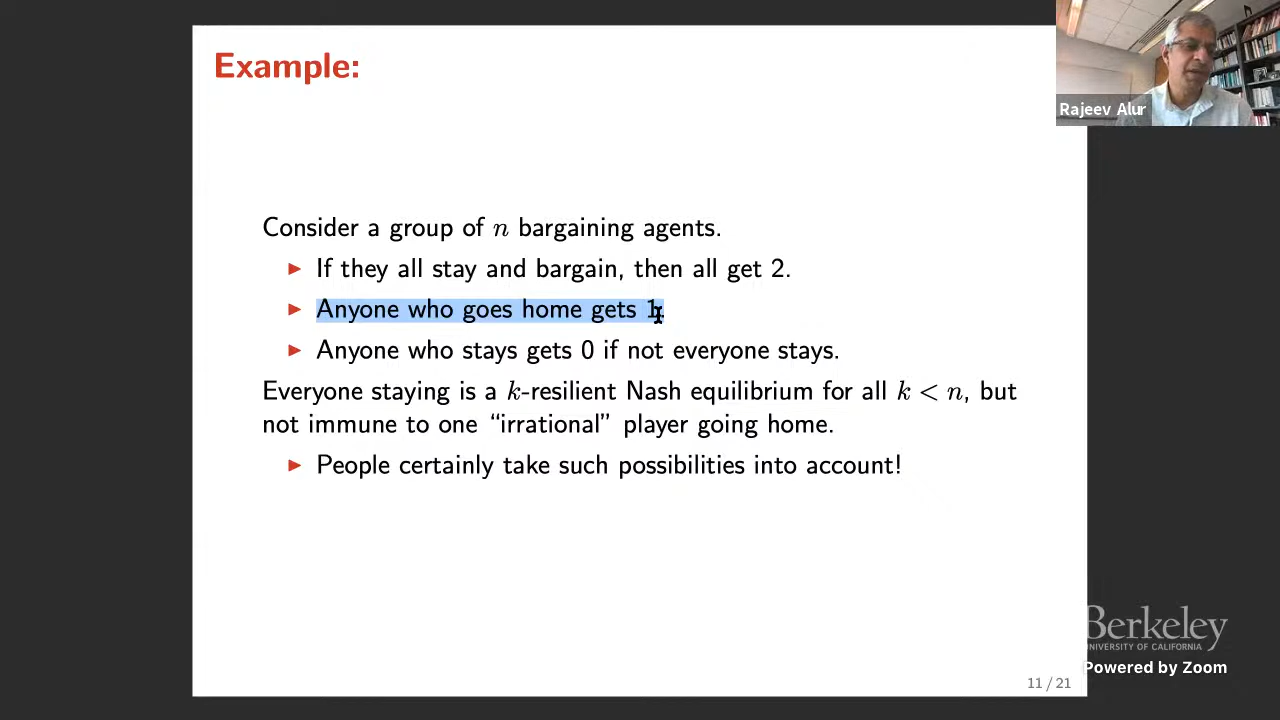 Example:
Rajeev Alur
Consider a group of n bargaining agents.
▶ If they all stay and bargain, then all get 2.
▶ Anyone who goes home gets 1.
▶ Anyone who stays gets 0 if not everyone stays.
Everyone staying is a k-resilient Nash equilibrium for all k < n, but
not immune to one “irrational” player going home.
▶ People certainly take such possibilities into account!
Berkeley
UNIVERSITY OF CALIFORNIA
Powered by Zoom
11 / 21